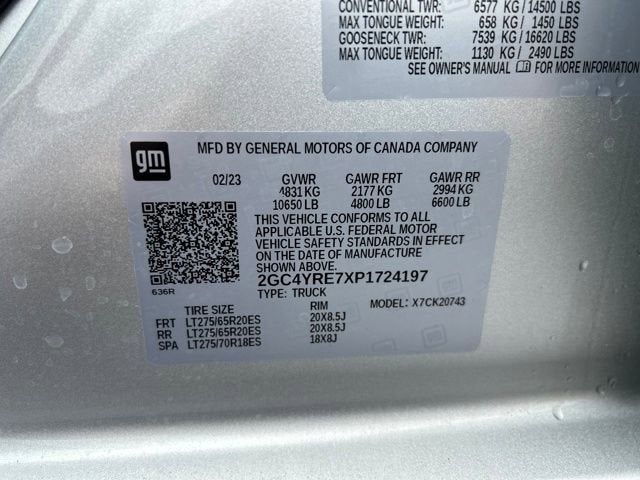 CONVENTIONAL TWR: 6577 KG/14500 LBS
MAX TONGUE WEIGHT: 658 KG/ 1450 LBS
GOOSENECK TWR: 7539 KG/16620 LBS
MAX TONGUE WEIGHT: 1130 KG/ 2490 LBS
SEE OWNER'S MANUAL FOR MORE INFORMATION
gm
MFD BY GENERAL MOTORS OF CANADA COMPANY
02/23 GVWR GAWR FRT GAWR RR
4831 KG 2177 KG 2994 KG
10650 LB 4800 LB 6600 LB
THIS VEHICLE CONFORMS TO ALL
APPLICABLE U.S. FEDERAL MOTOR
VEHICLE SAFETY STANDARDS IN EFFECT
ON THE DATE OF MANUFACTURE
SHOWN ABOVE.
2GC4YRE7XP1724197
636R
TYPE: TRUCK MODEL: X7CK20743
TIRE SIZE RIM
FRT LT275/65R20ES 20X8.5J
RR LT275/65R20ES 20X8.5J
SPA LT275/70R18ES 18X8J